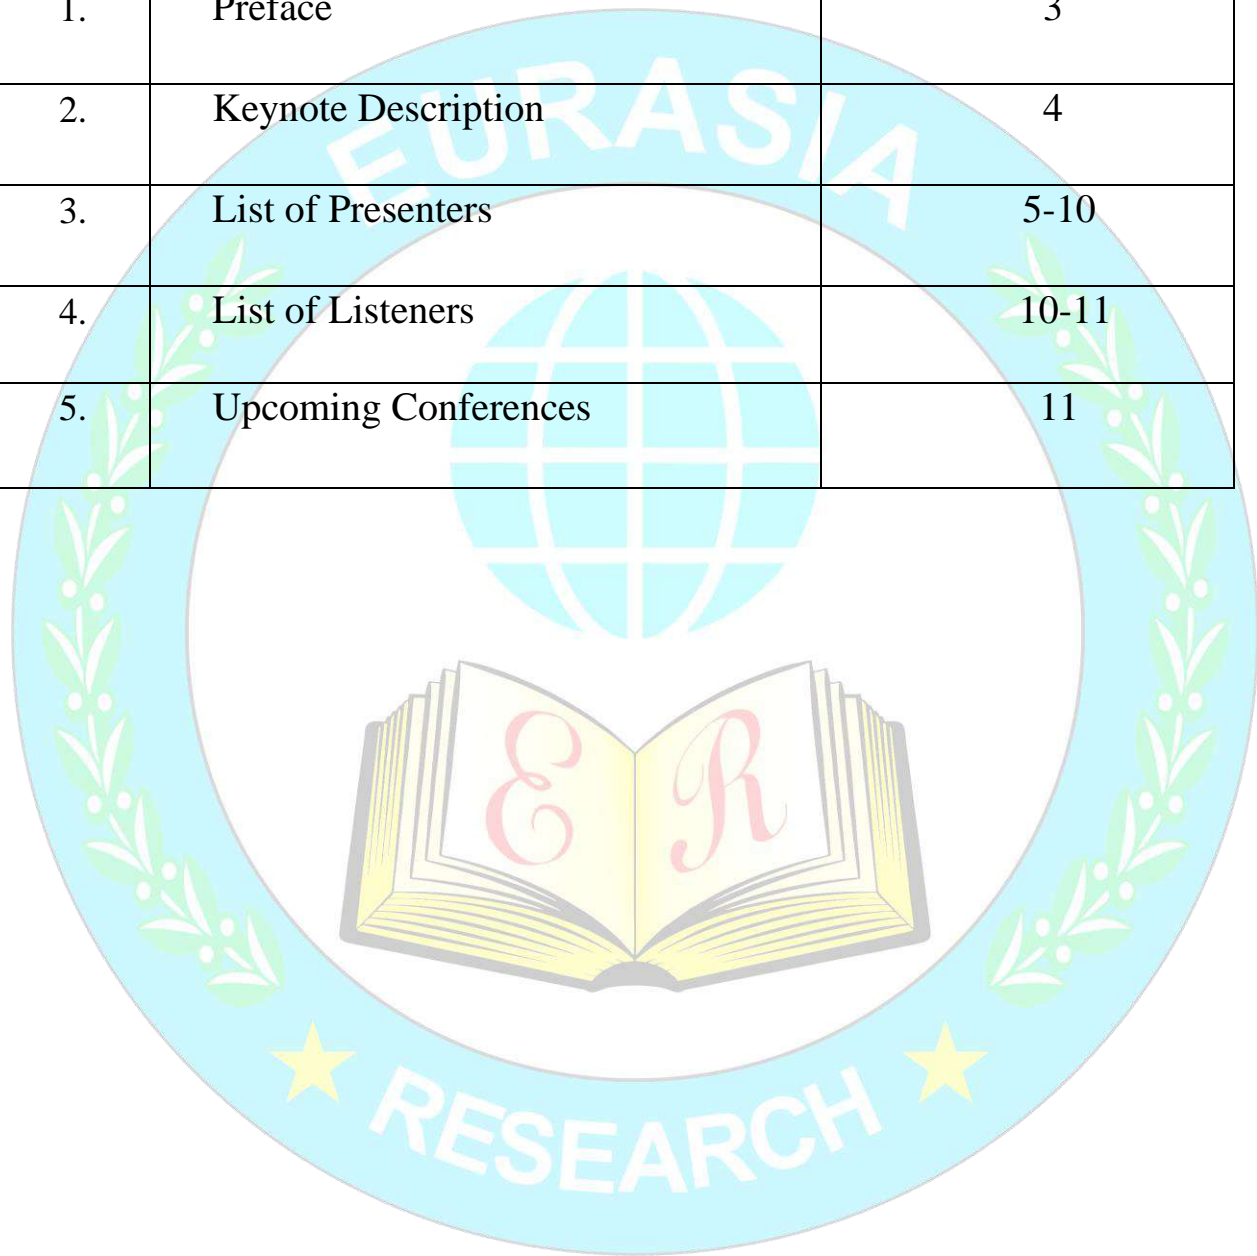 1. Preface 3
2. Keynote Description 4
3. List of Presenters 5-10
4. List of Listeners 10-11
5. Upcoming Conferences 11
EURASIA
E R
RESEARCH